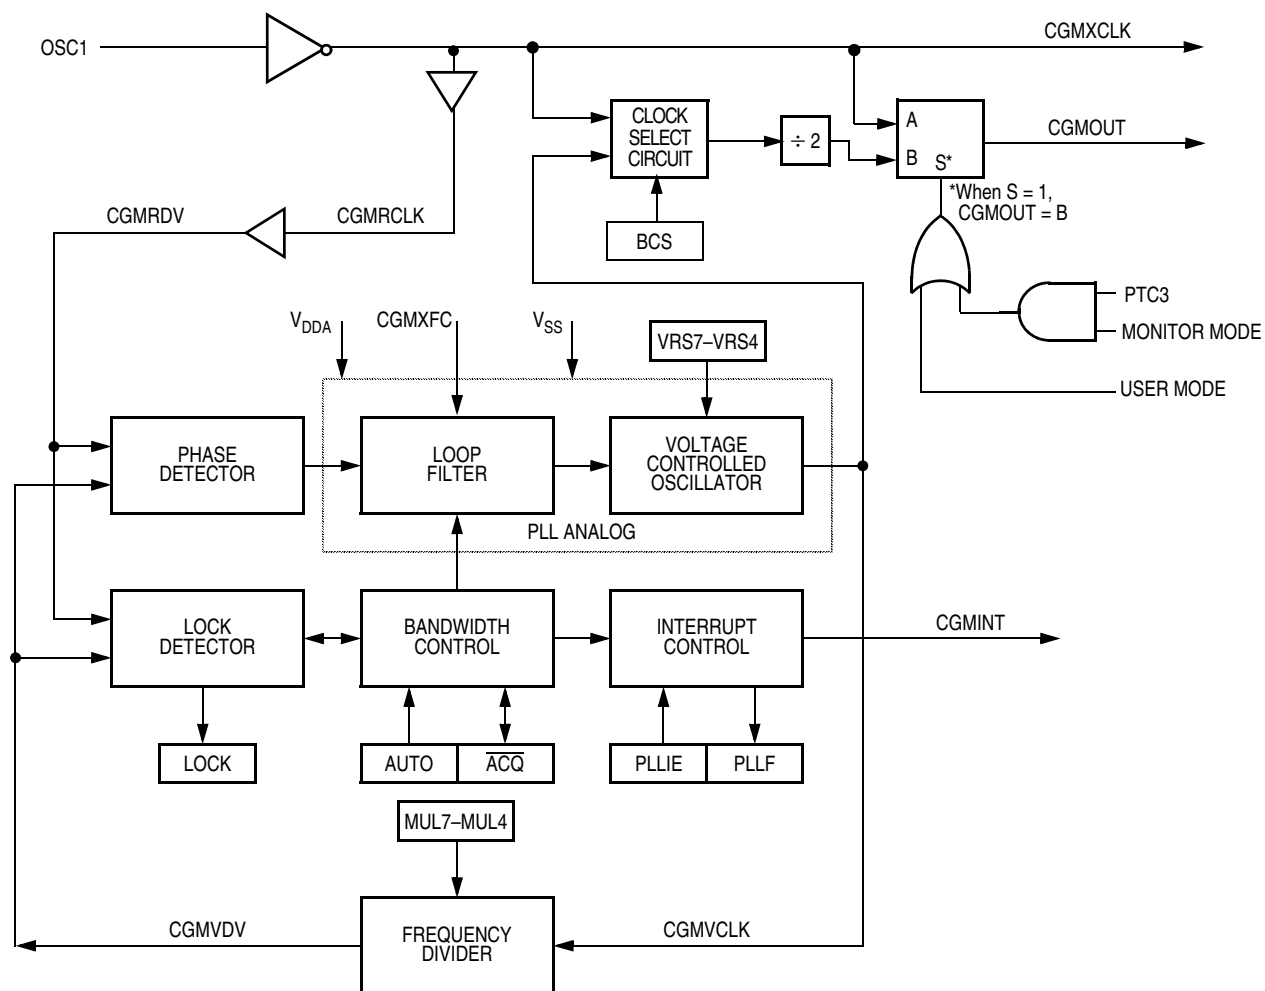 OSC1
CGMXCLK
CLOCK
SELECT
CIRCUIT
÷ 2
A
B S*
CGMOUT
*When S = 1,
CGMOUT = B
CGMRDV
CGMRCLK
BCS
PTC3
MONITOR MODE
USER MODE
VDDA
CGMXFC
VSS
VRS7–VRS4
PHASE
DETECTOR
LOOP
FILTER
VOLTAGE
CONTROLLED
OSCILLATOR
PLL ANALOG
LOCK
DETECTOR
BANDWIDTH
CONTROL
INTERRUPT
CONTROL
CGMINT
LOCK
AUTO
ACQ
PLLIE
PLLF
MUL7–MUL4
CGMVDV
FREQUENCY
DIVIDER
CGMVCLK